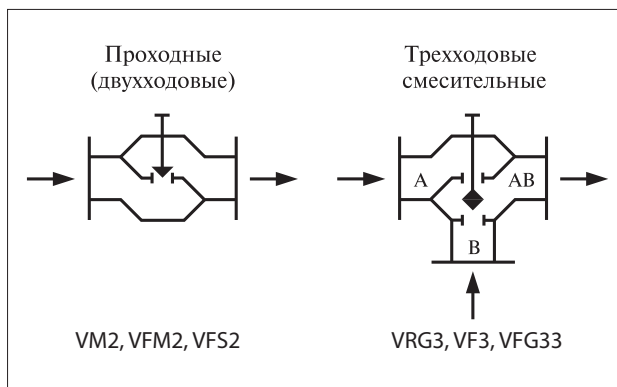 Проходные
(двухходовые)
Трехходовые
смесительные
A
AB
B
VM2, VFM2, VFS2
VRG3, VF3, VFG33